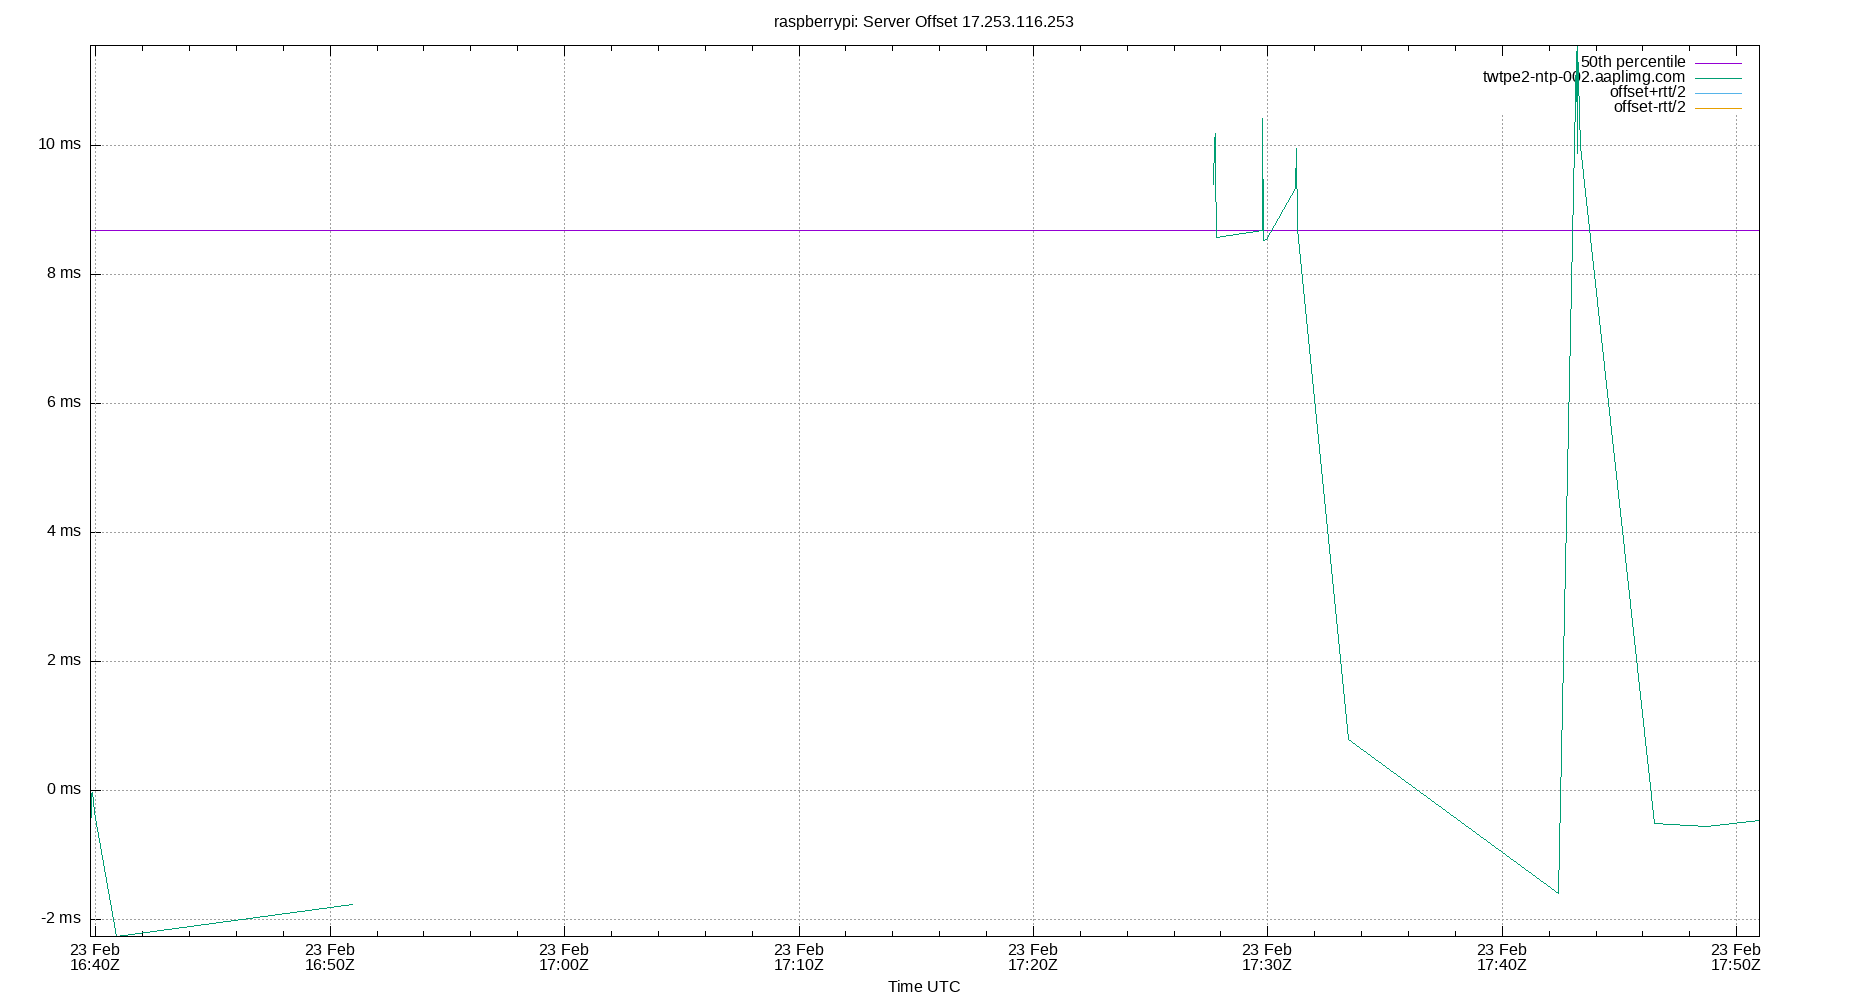 raspberrypi: Server Offset 17.253.116.253
50th percentile
twtpe2-ntp-002.aaplimg.com
offset+rtt/2
offset-rtt/2
10 ms
8 ms
6 ms
4 ms
2 ms
0 ms
-2 ms
23 Feb 23 Feb 23 Feb 23 Feb 23 Feb 23 Feb 23 Feb 23 Feb
16:40Z 16:50Z 17:00Z 17:10Z 17:20Z 17:30Z 17:40Z 17:50Z
Time UTC